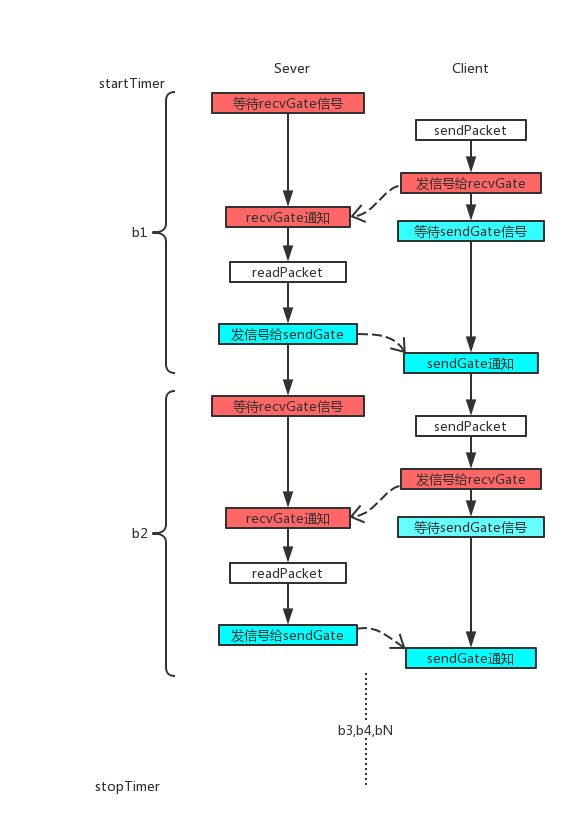 Sever
Client
startTimer
等待recvGate信号
sendPacket
发信号给recvGate
recvGate通知
等待sendGate信号
b1
readPacket
发信号给sendGate
sendGate通知
等待recvGate信号
sendPacket
发信号给recvGate
recvGate通知
等待sendGate信号
b2
readPacket
发信号给sendGate
sendGate通知
b3,b4,bN
stopTimer